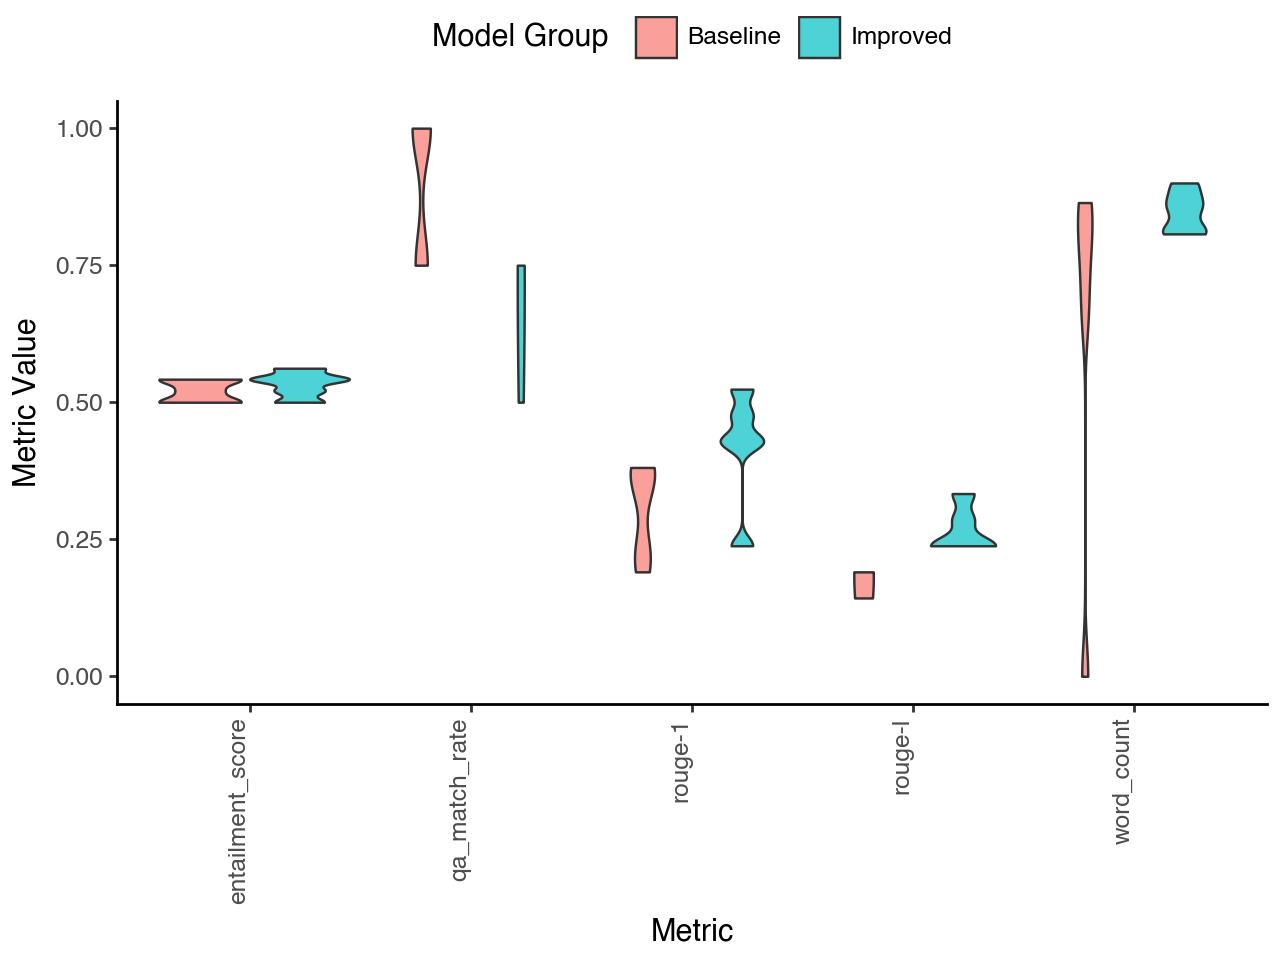 Model Group Baseline Improved
Metric Value
1.00
0.75
0.50
0.25
0.00
entailment_score
qa_match_rate
rouge-1
rouge-l
word_count
Metric